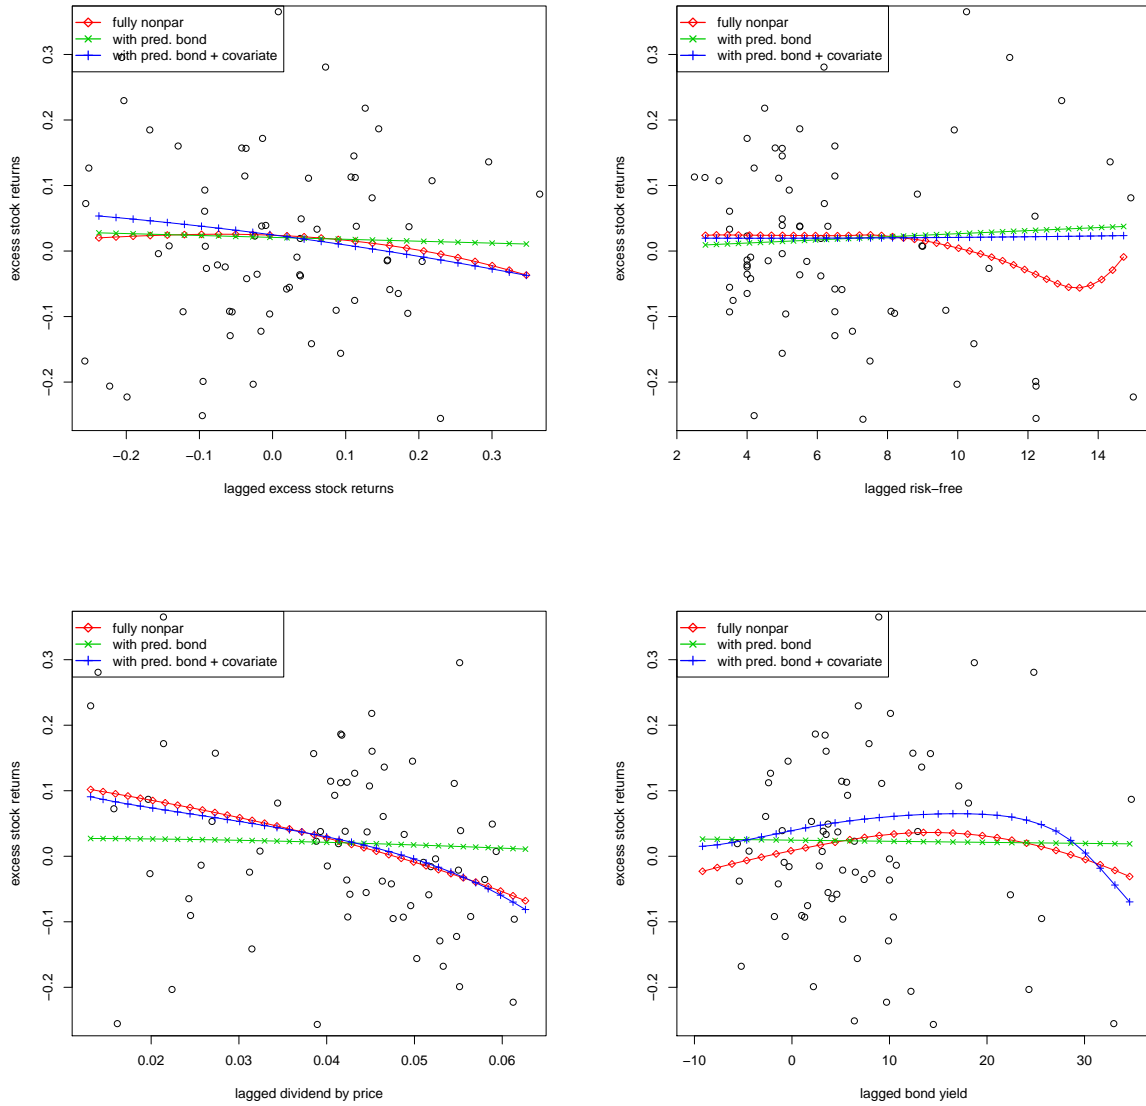 fully nonpar
with pred. bond
with pred. bond + covariate
excess stock returns
0.3
0.2
0.1
0.0
−0.1
−0.2
−0.2 −0.1 0.0 0.1 0.2 0.3
lagged excess stock returns
fully nonpar
with pred. bond
with pred. bond + covariate
excess stock returns
0.3
0.2
0.1
0.0
−0.1
−0.2
2 4 6 8 10 12 14
lagged risk−free
fully nonpar
with pred. bond
with pred. bond + covariate
excess stock returns
0.3
0.2
0.1
0.0
−0.1
−0.2
0.02 0.03 0.04 0.05 0.06
lagged dividend by price
fully nonpar
with pred. bond
with pred. bond + covariate
excess stock returns
0.3
0.2
0.1
0.0
−0.1
−0.2
−10 0 10 20 30
lagged bond yield